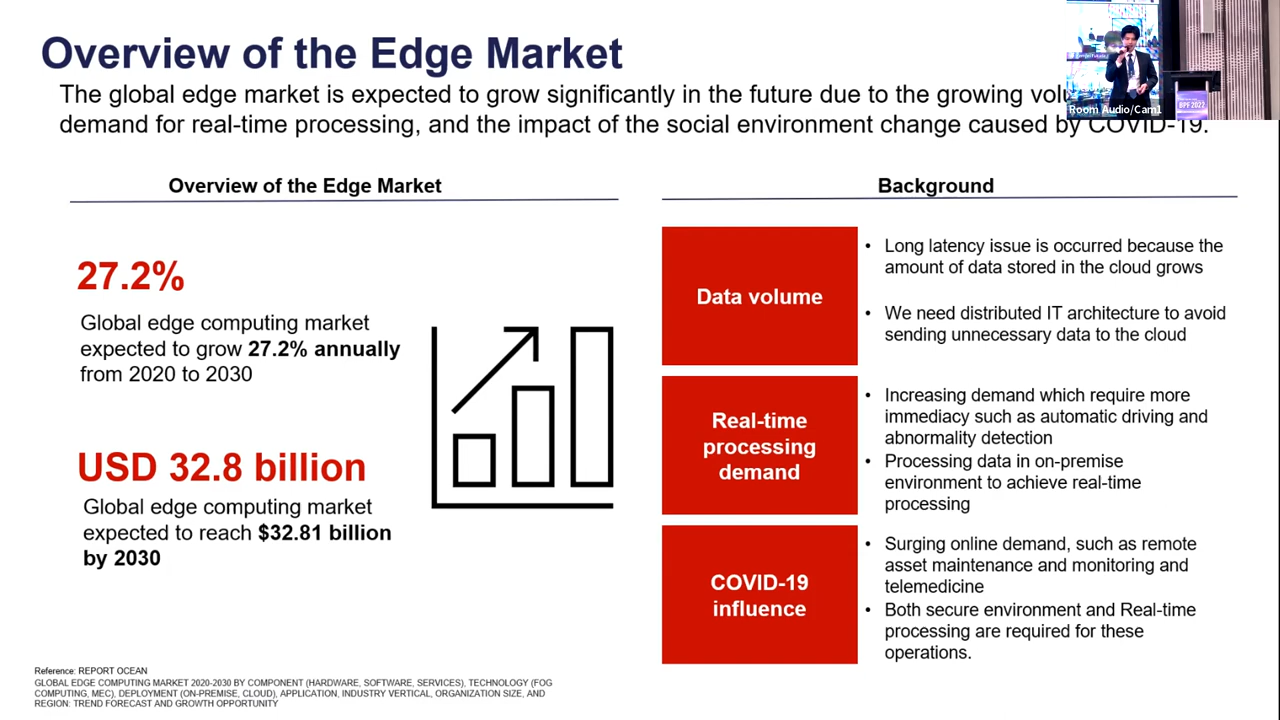 Overview of the Edge Market
The global edge market is expected to grow significantly in the future due to the growing
demand for real-time processing, and the impact of the social environment change caused by COVID-19.
Room Audio/Cam1
BPF 2022
Overview of the Edge Market
27.2%
Global edge computing market
expected to grow 27.2% annually
from 2020 to 2030
USD 32.8 billion
Global edge computing market
expected to reach $32.81 billion
by 2030
Background
Data volume
• Long latency issue is occurred because the
amount of data stored in the cloud grows
• We need distributed IT architecture to avoid
sending unnecessary data to the cloud
Real-time
processing
demand
• Increasing demand which require more
immediacy such as automatic driving and
abnormality detection
• Processing data in on-premise
environment to achieve real-time
processing
COVID-19
influence
• Surging online demand, such as remote
asset maintenance and monitoring and
telemedicine
• Both secure environment and Real-time
processing are required for these
operations.
Reference: REPORT OCEAN
GLOBAL EDGE COMPUTING MARKET 2020-2030 BY COMPONENT (HARDWARE, SOFTWARE, SERVICES), TECHNOLOGY (FOG
COMPUTING, MEC), DEPLOYMENT (ON-PREMISE, CLOUD), APPLICATION, INDUSTRY VERTICAL, ORGANIZATION SIZE, AND
REGION: TREND FORECAST AND GROWTH OPPORTUNITY